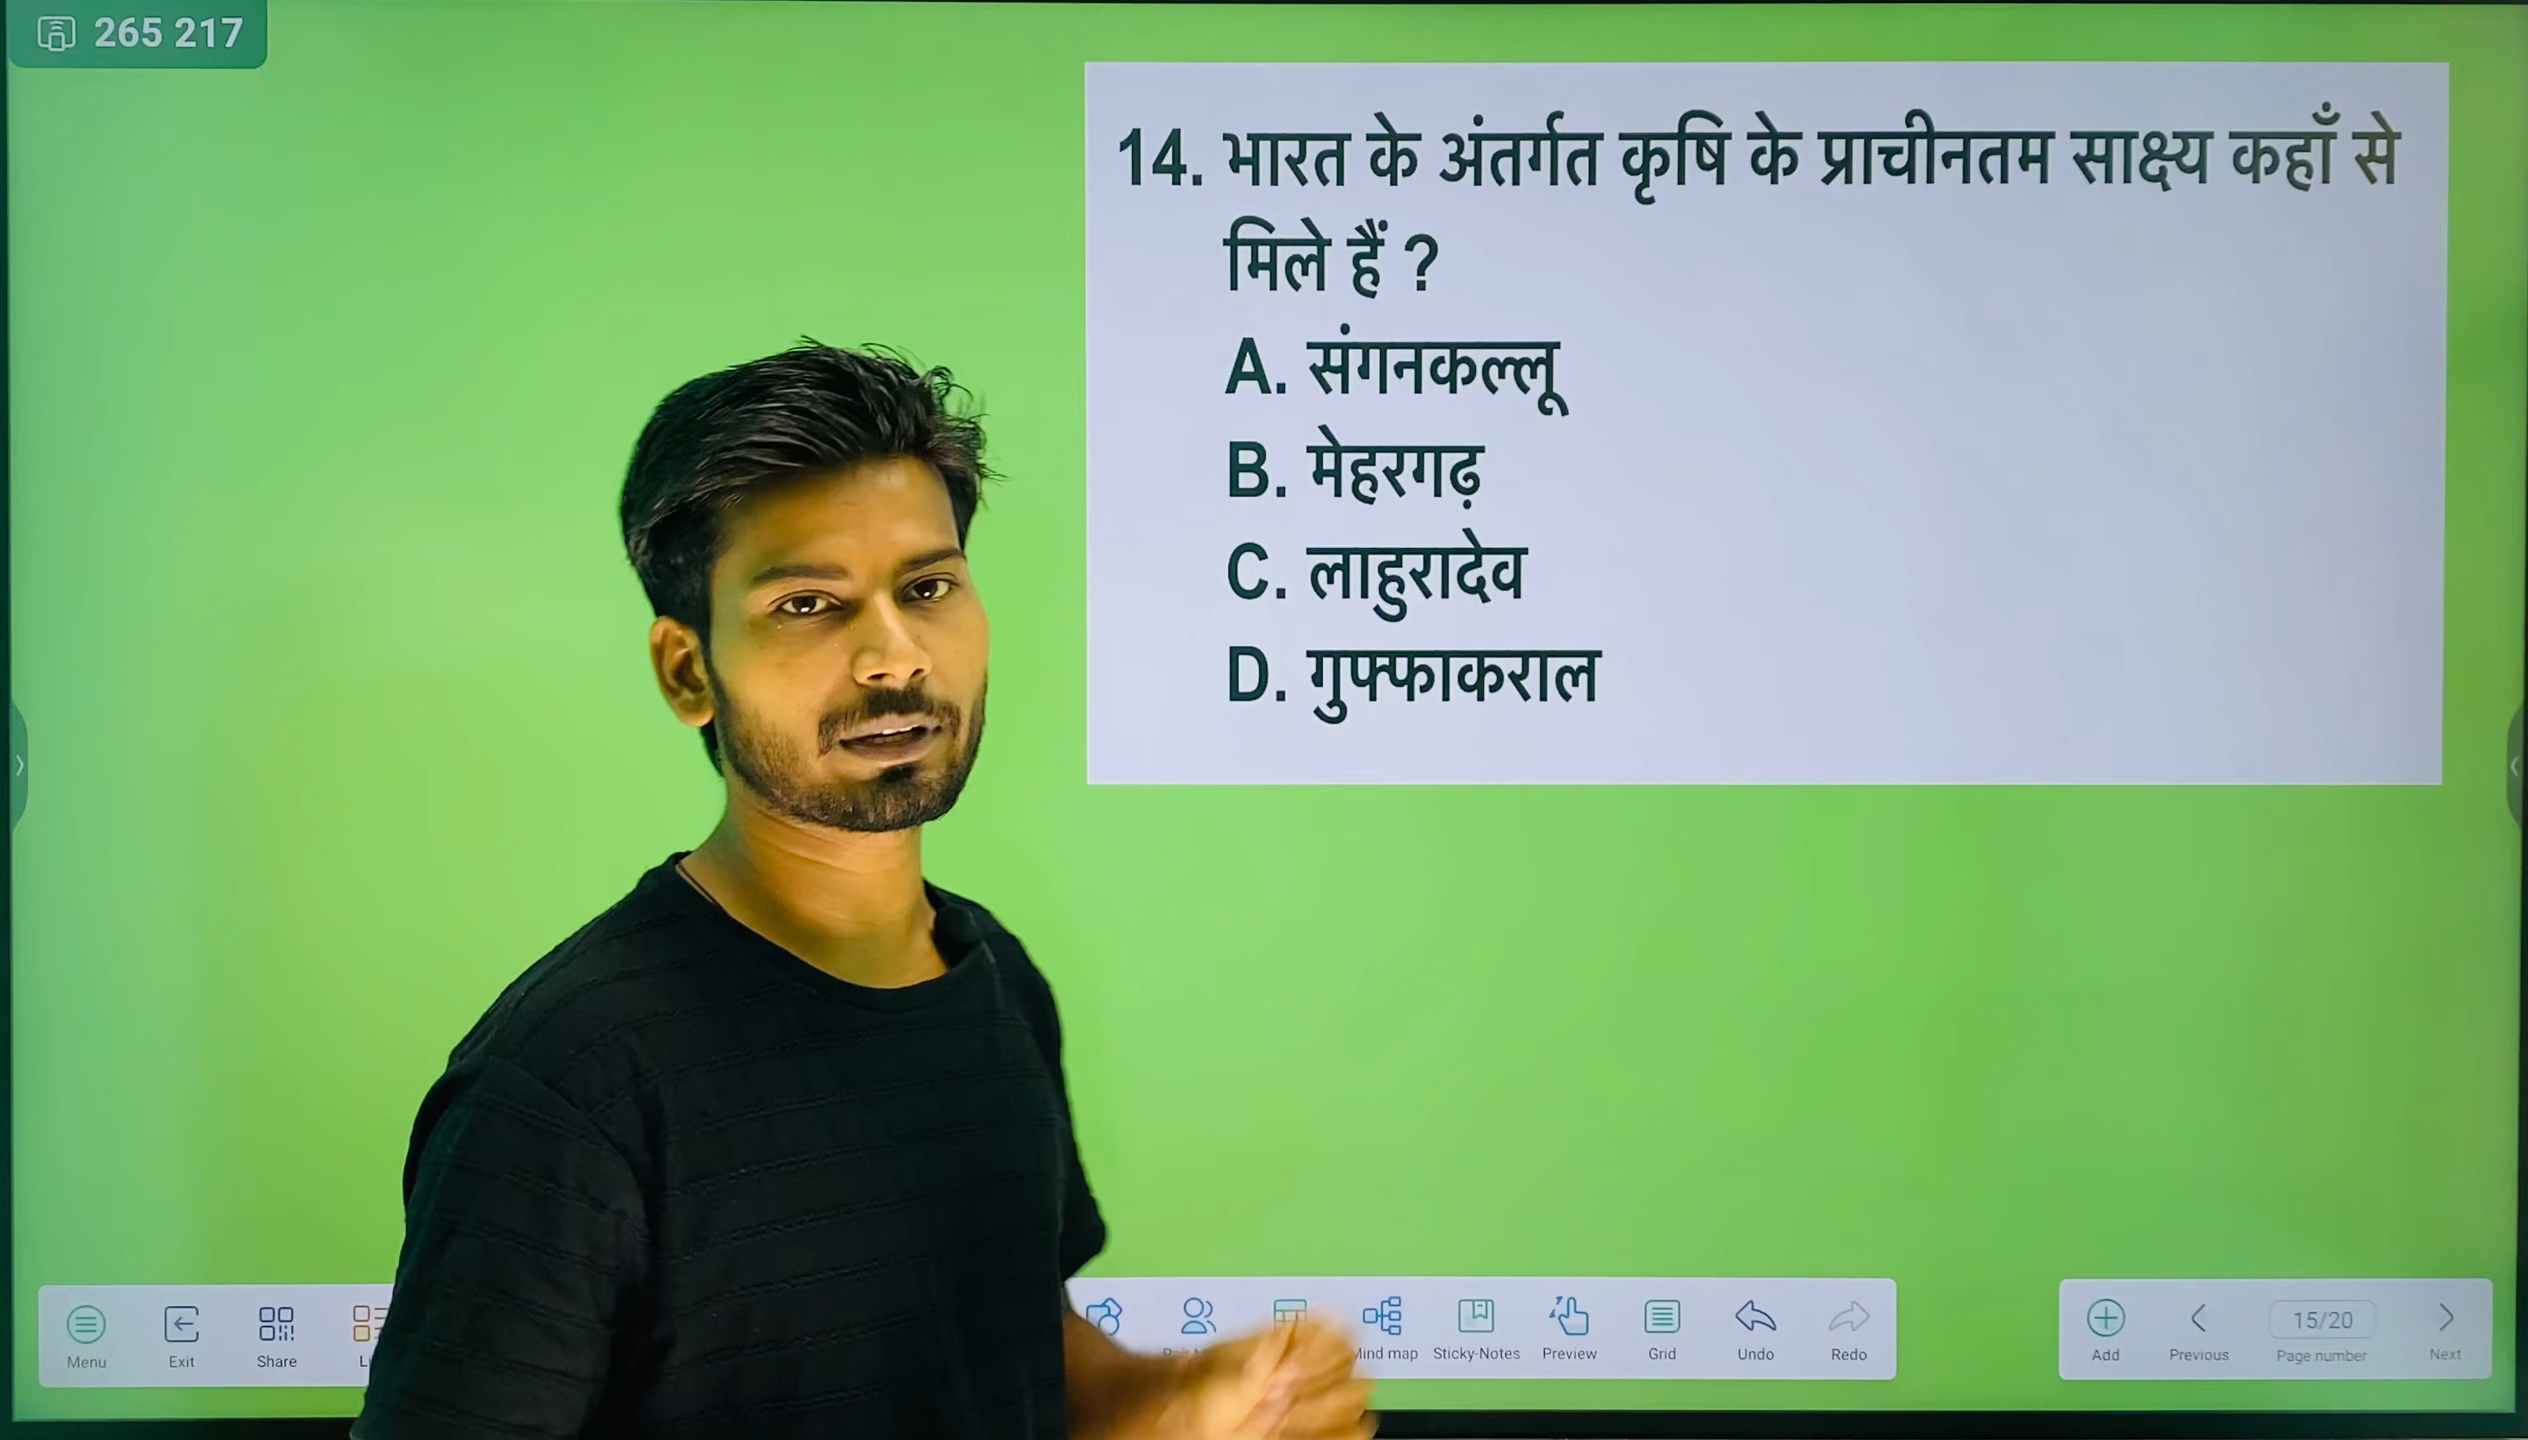 265 217
14. भारत के अंतर्गत कृषि के प्राचीनतम साक्ष्य कहाँ से
मिले हैं ?
A. संगनकल्लू
B. मेहरगढ़
C. लाहुरादेव
D. गुफ्फाकराल
Menu Exit Share Mind map Sticky-Notes Preview Grid Undo Redo Add Previous 15/20 Page number Next